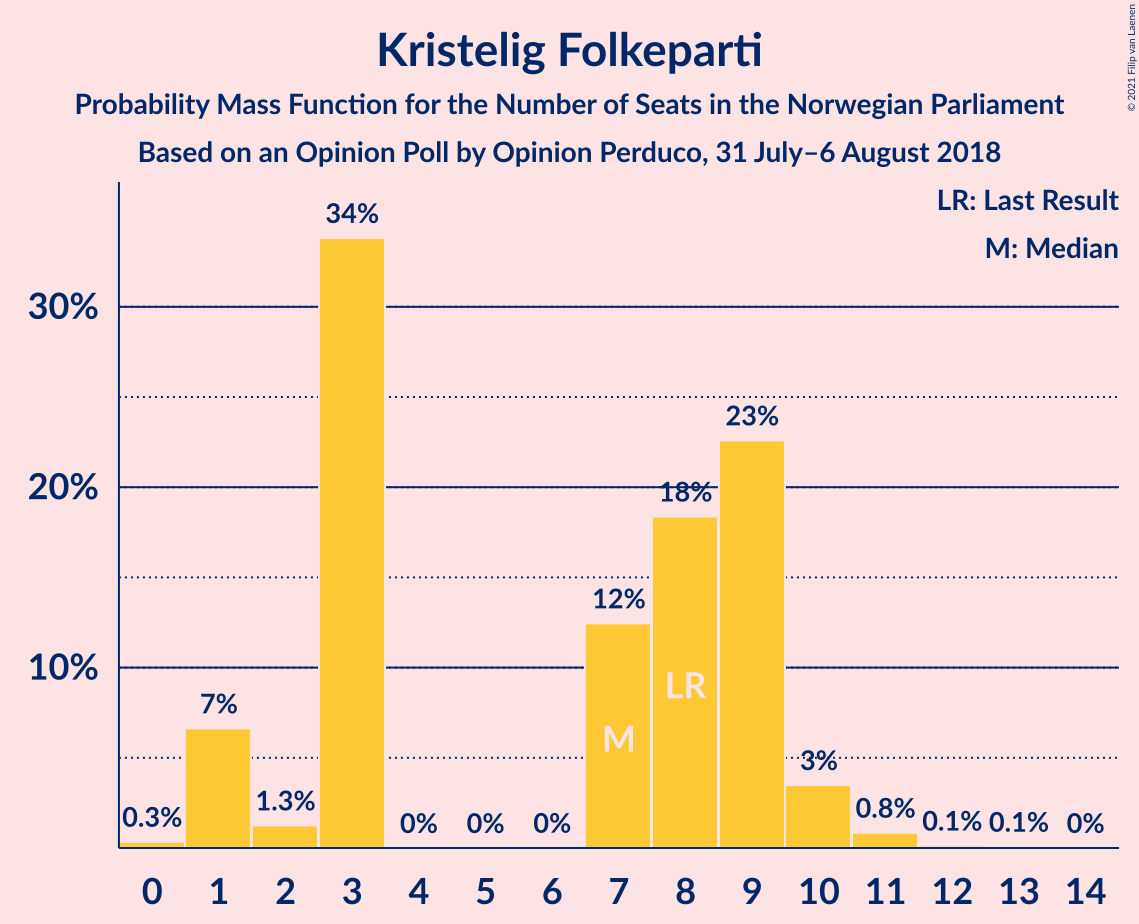 © 2021 Filip van Laenen
Kristelig Folkeparti
Probability Mass Function for the Number of Seats in the Norwegian Parliament
Based on an Opinion Poll by Opinion Perduco, 31 July–6 August 2018
LR: Last Result
M: Median
34%
30%
23%
20%
18%
12%
10%
LR
7%
M
3%
0.3%
1.3%
0%
0%
0%
0.8%
0.1%
0.1%
0%
0 1 2 3 4 5 6 7 8 9 10 11 12 13 14